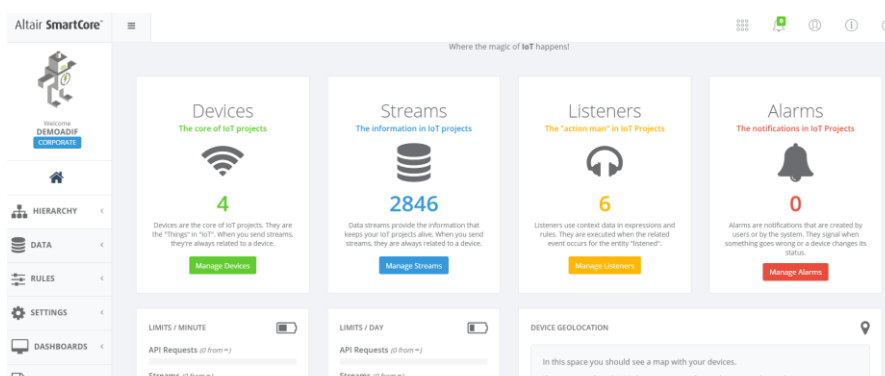 Altair SmartCore™
0
Where the magic of IoT happens!
Welcome
DEMOADIF
CORPORATE
HIERARCHY
DATA
RULES
SETTINGS
DASHBOARDS
Devices
The core of IoT projects
4
Devices are the core of IoT projects. They are
the "Things" in "IoT". When you send streams,
they're always related to a device.
Manage Devices
Streams
The information in IoT projects
2846
Data streams provide the information that
keeps your IoT projects alive. When you send
streams, they are always related to a device.
Manage Streams
Listeners
The "action man" in IoT Projects
6
Listeners use context data in expressions and
rules. They are executed when the related
event occurs for the entity "listened".
Manage Listeners
Alarms
The notifications in IoT Projects
0
Alarms are notifications that are created by
users or by the system. They signal when
something goes wrong or a device changes its
status.
Manage Alarms
LIMITS / MINUTE
API Requests (0 from ∞)
LIMITS / DAY
API Requests (0 from ∞)
DEVICE GEOLOCATION
In this space you should see a map with your devices.